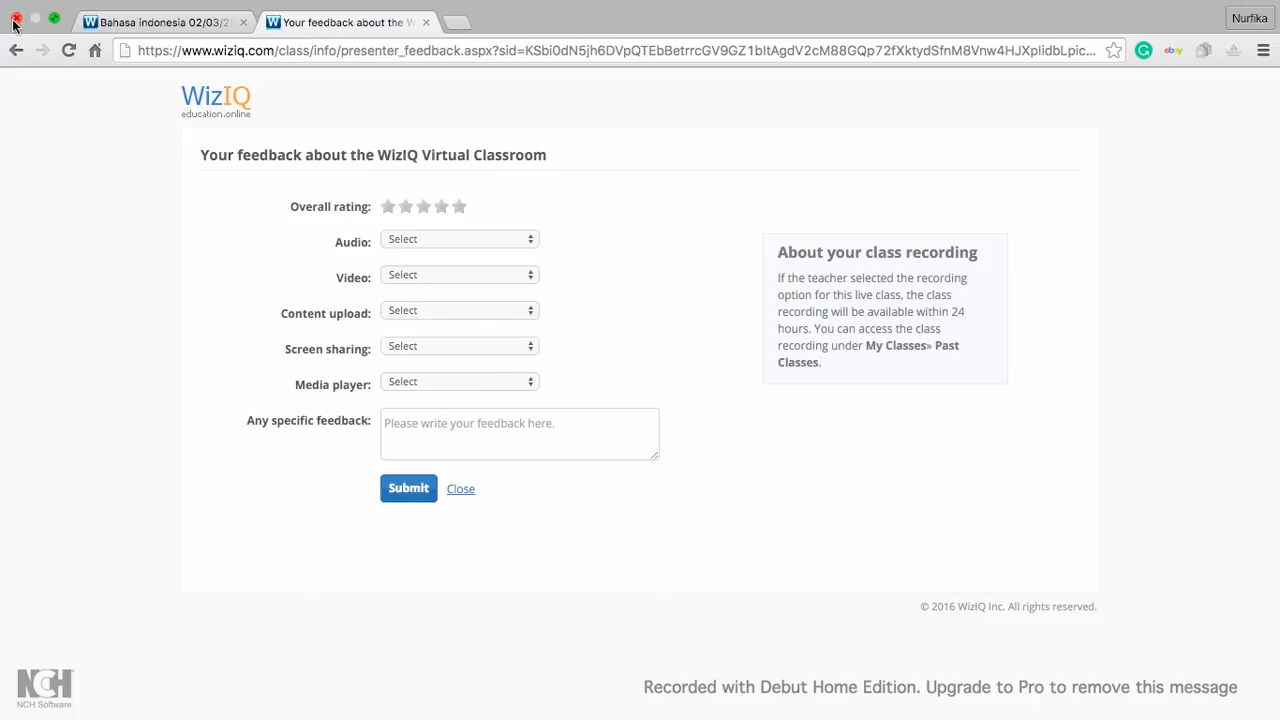 Bahasa indonesia 02/03/2
Your feedback about the W
Nurfika
https://www.wiziq.com/class/info/presenter_feedback.aspx?sid=KSbi0dN5jh6DVpQTEbBetrrcGV9GZ1bItAgdV2cM88GQp72fXktydSfnM8Vnw4HJXplidbLpic...
ebay
WizIQ
education.online
Your feedback about the WizIQ Virtual Classroom
Overall rating:
Audio: Select
Video: Select
Content upload: Select
Screen sharing: Select
Media player: Select
Any specific feedback: Please write your feedback here.
Submit Close
About your class recording
If the teacher selected the recording
option for this live class, the class
recording will be available within 24
hours. You can access the class
recording under My Classes» Past
Classes.
© 2016 WizIQ Inc. All rights reserved.
NCH
NCH Software
Recorded with Debut Home Edition. Upgrade to Pro to remove this message